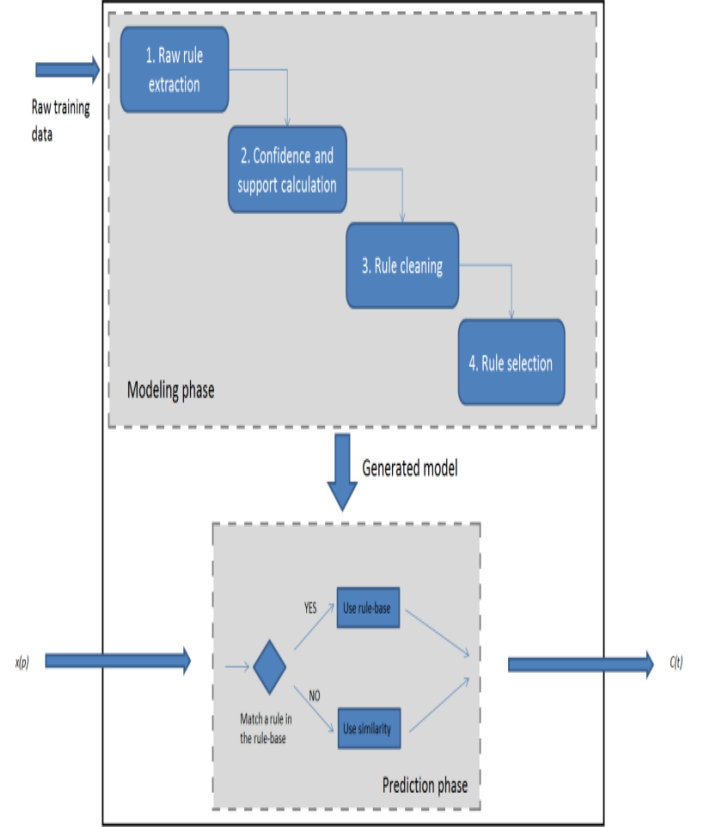 1. Raw rule
extraction
Raw training
data
2. Confidence and
support calculation
3. Rule cleaning
4. Rule selection
Modeling phase
Generated model
YES
Use rule-base
x(p)
C(t)
NO
Match a rule in
the rule-base
Use similarity
Prediction phase